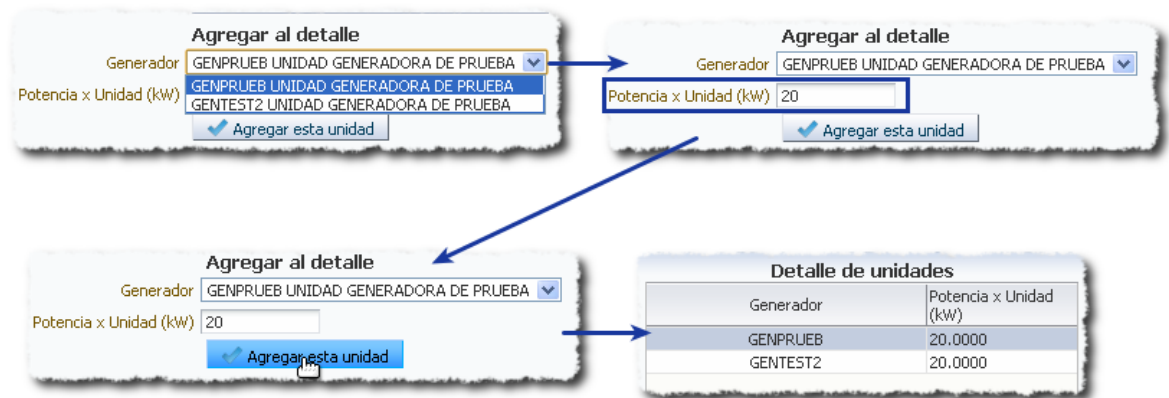 Agregar al detalle
Generador GENPRUEB UNIDAD GENERADORA DE PRUEBA
GENPRUEB UNIDAD GENERADORA DE PRUEBA
Potencia x Unidad (kW) GENTEST2 UNIDAD GENERADORA DE PRUEBA
Agregar esta unidad
Agregar al detalle
Generador GENPRUEB UNIDAD GENERADORA DE PRUEBA
Potencia x Unidad (kW) 20
Agregar esta unidad
Agregar al detalle
Generador GENPRUEB UNIDAD GENERADORA DE PRUEBA
Potencia x Unidad (kW) 20
Agregar esta unidad
Detalle de unidades
Generador Potencia x Unidad (kW)
GENPRUEB 20.0000
GENTEST2 20.0000